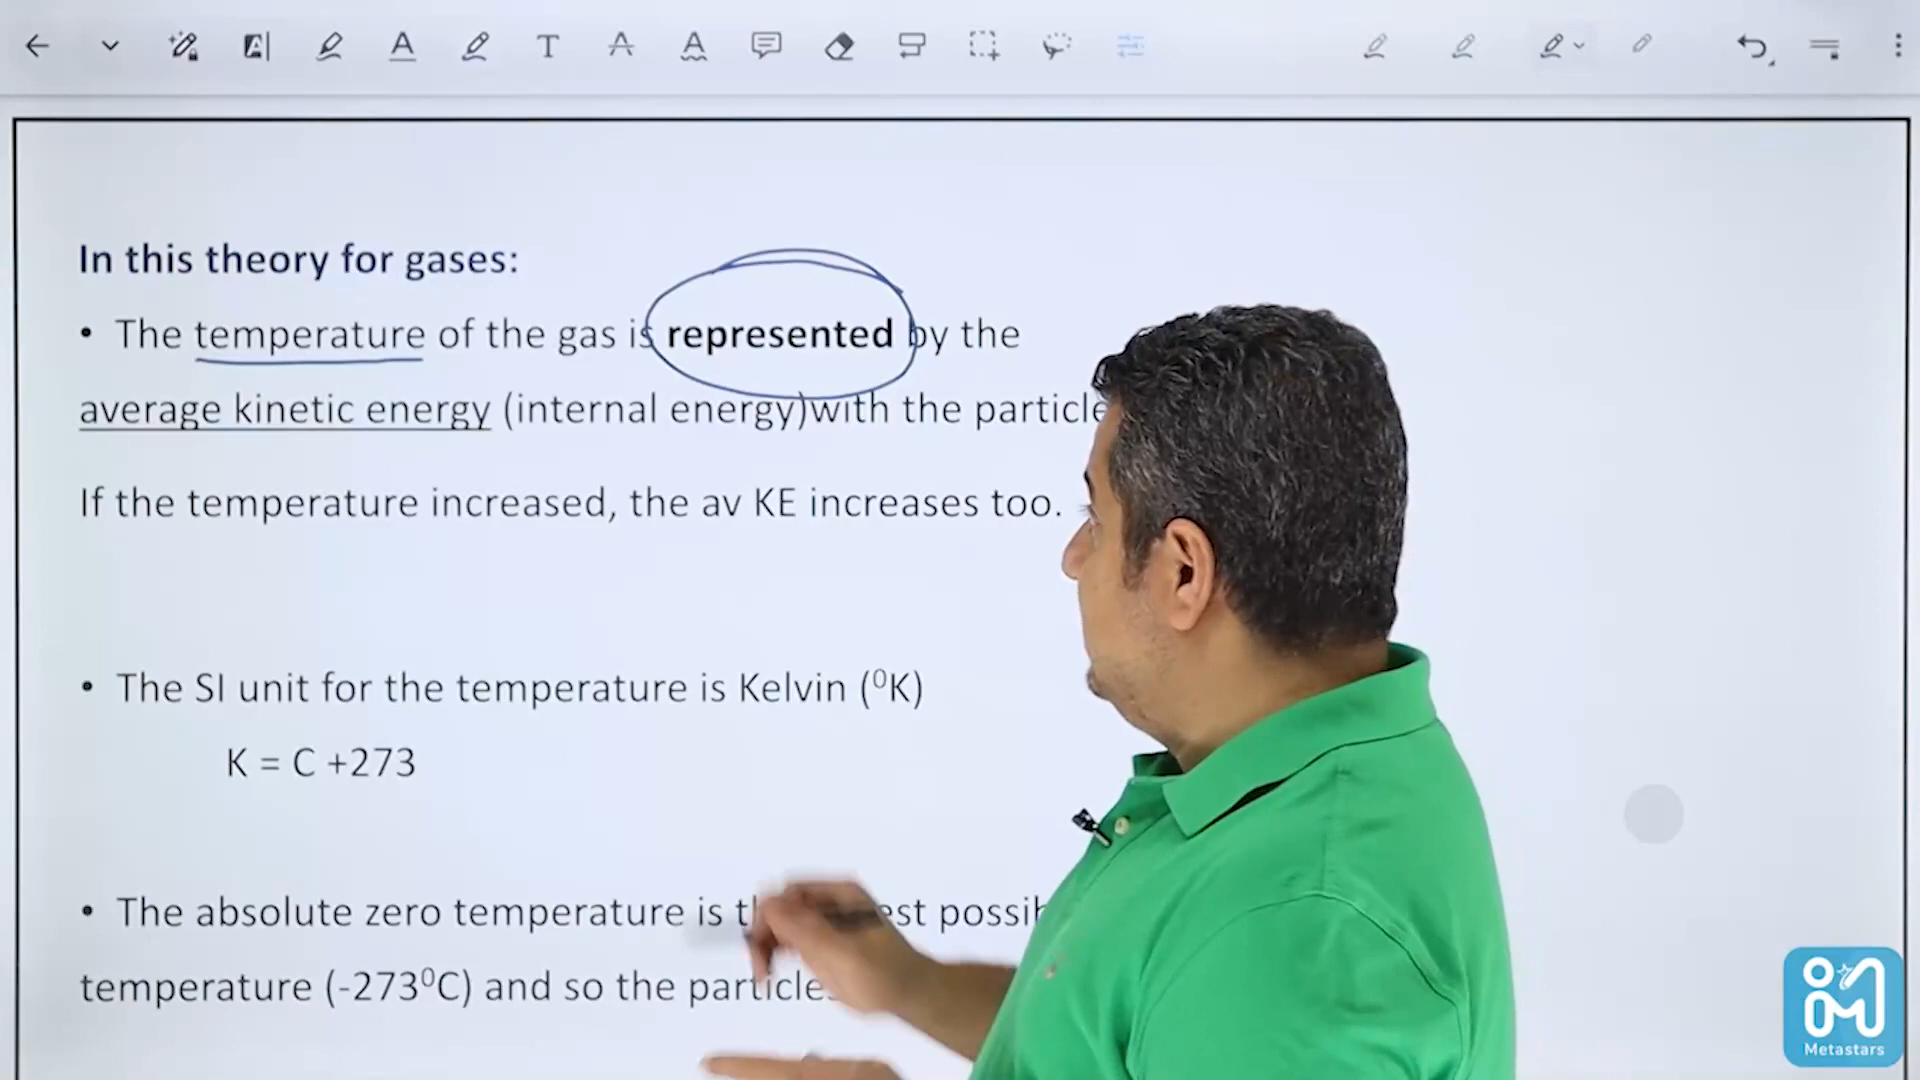 In this theory for gases:
• The temperature of the gas is represented by the
average kinetic energy (internal energy)with the particle
If the temperature increased, the av KE increases too.
• The SI unit for the temperature is Kelvin (⁰K)
K = C +273
• The absolute zero temperature is
temperature (-273⁰C) and so the particles
Metastars